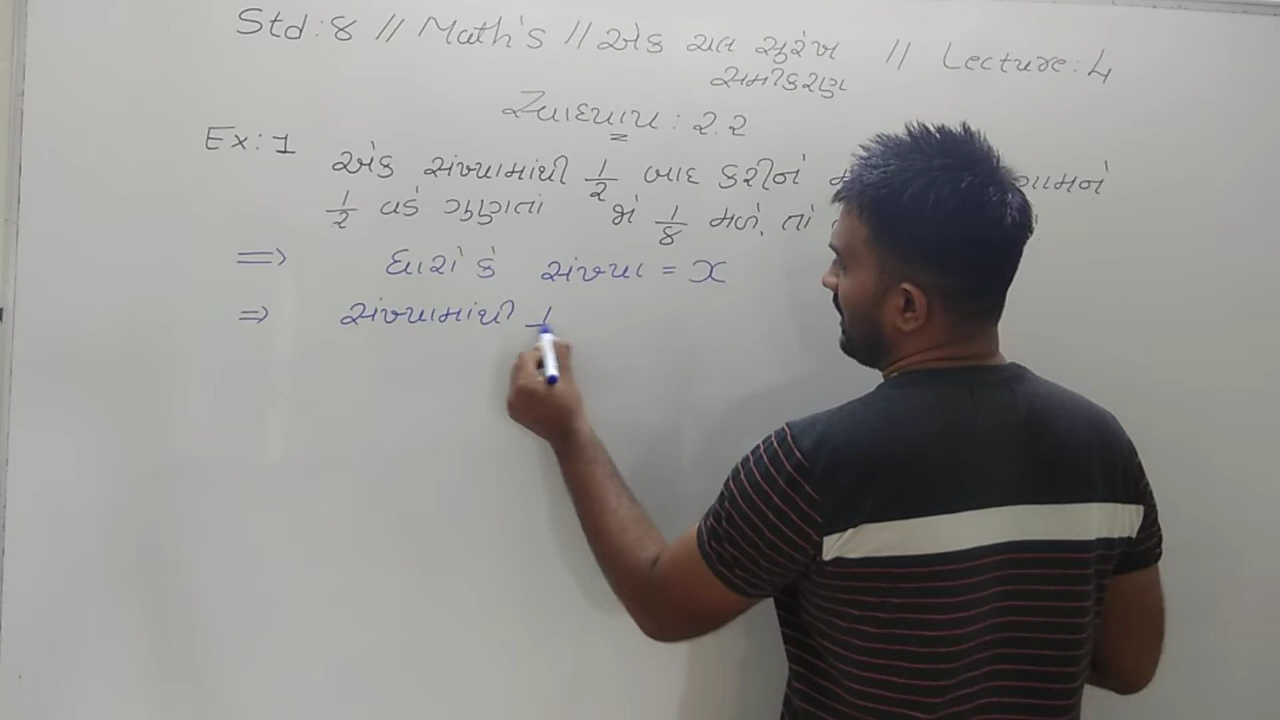 Std : 8 // Math's // એક ચલ સુરેખ // Lecture : 4
સમીકરણ
સ્વાધ્યાય : 2.2
Ex : 1 એક સંખ્યામાંથી 1/2 બાદ કરીને
1/2 વડે ગુણતાં જો 1/8 મળે, તો
=> ધારો કે સંખ્યા = x
=> સંખ્યામાંથી 1